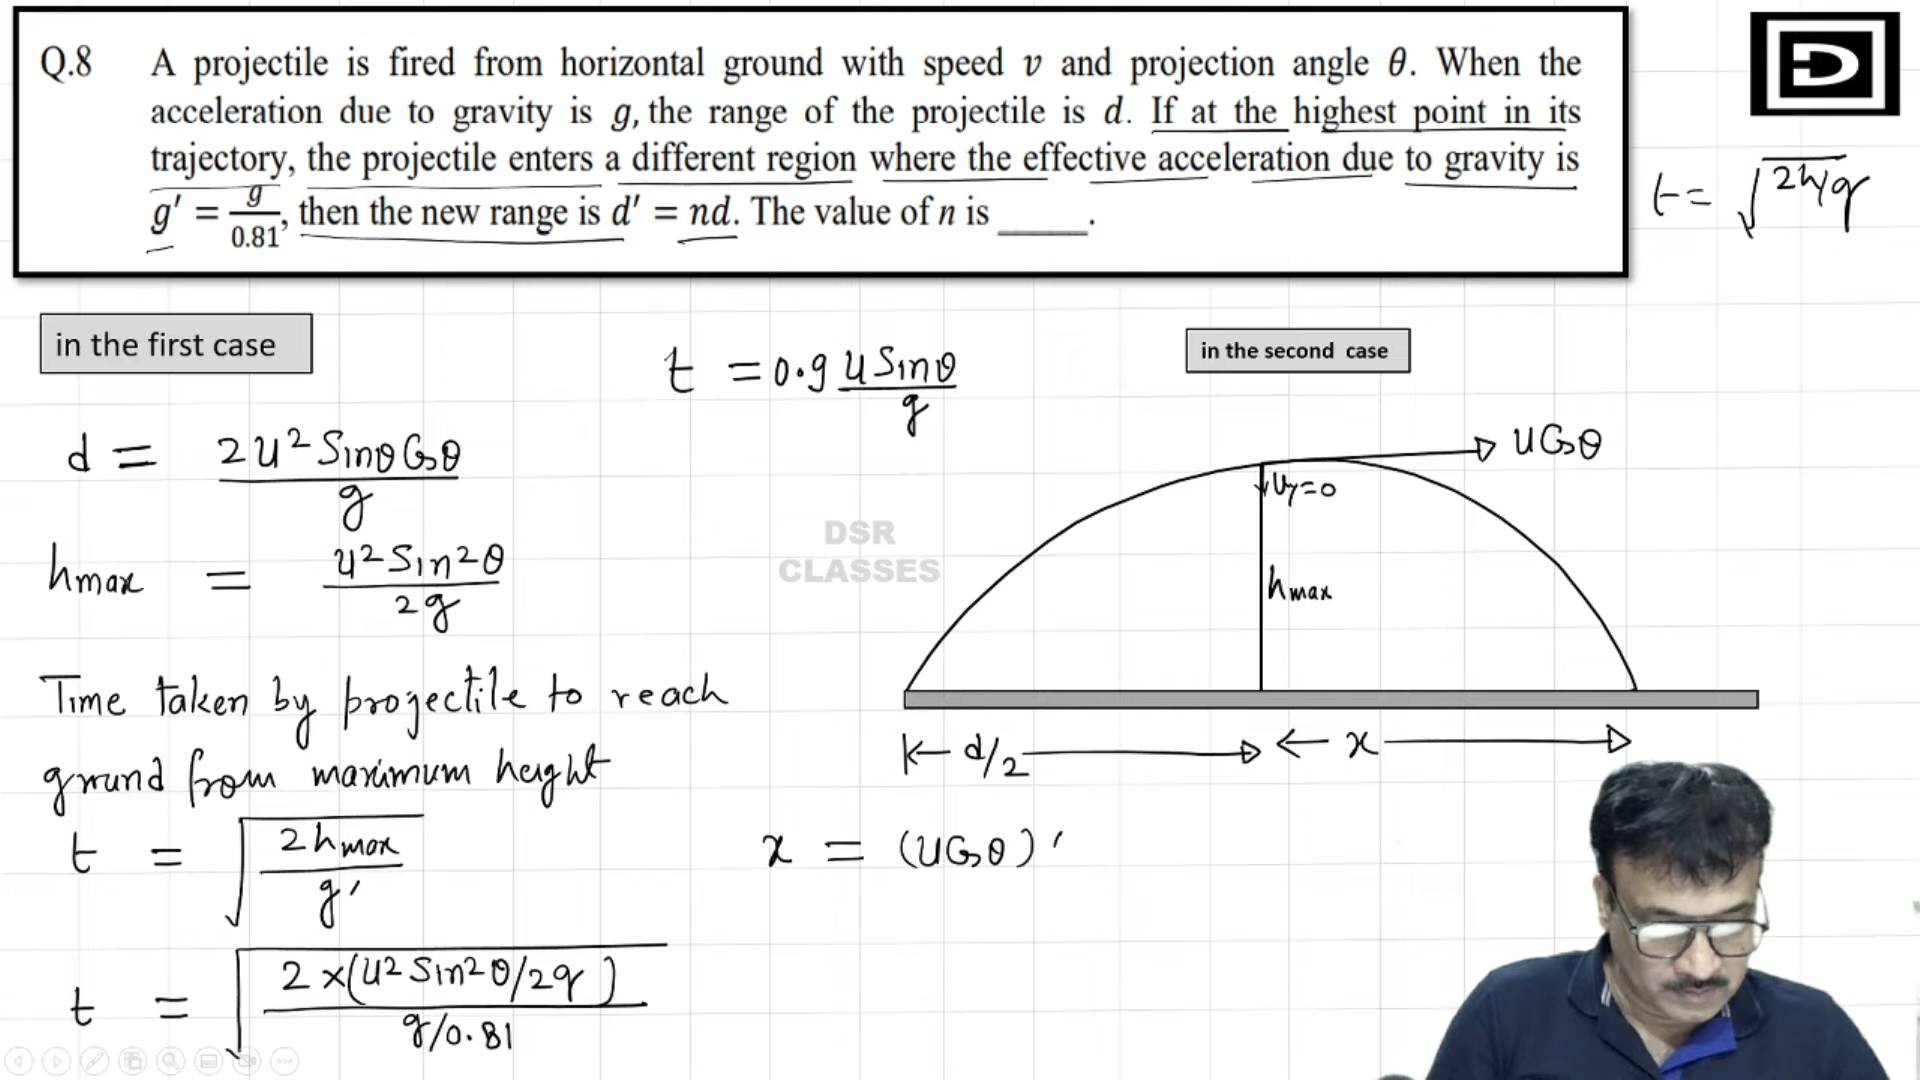 Q.8 A projectile is fired from horizontal ground with speed v and projection angle θ. When the
acceleration due to gravity is g, the range of the projectile is d. If at the highest point in its
trajectory, the projectile enters a different region where the effective acceleration due to gravity is
g′ = g/0.81, then the new range is d′ = nd. The value of n is _____.
t = √(2h/g)
in the first case
t = 0.9 u Sinθ/g
in the second case
d = 2u² Sinθ Cosθ/g
uCosθ
uy=0
hmax = u² Sin²θ/2g
DSR
CLASSES
hmax
Time taken by projectile to reach
ground from maximum height
d/2
x
t = √(2hmax/g′)
x = (uCosθ)
t = √(2×(u² Sin²θ/2g)/(g/0.81))